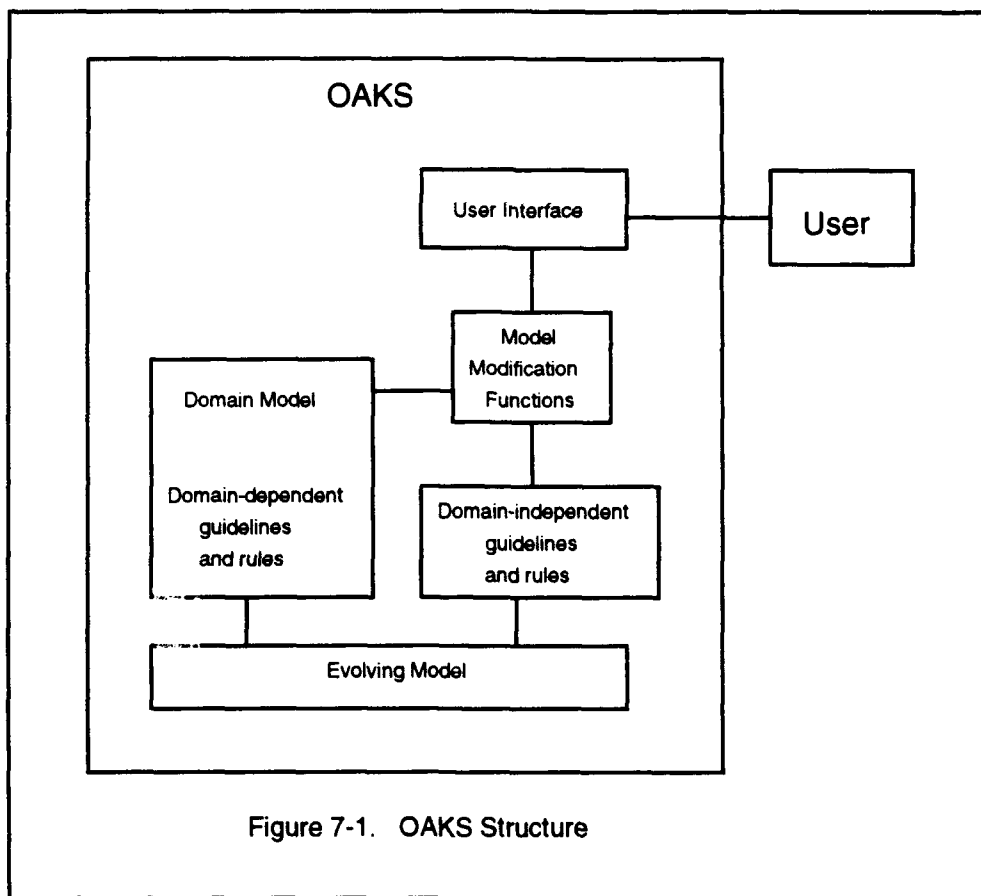 OAKS
User Interface
User
Model
Modification
Functions
Domain Model
Domain-dependent
guidelines
and rules
Domain-independent
guidelines
and rules
Evolving Model
Figure 7-1. OAKS Structure